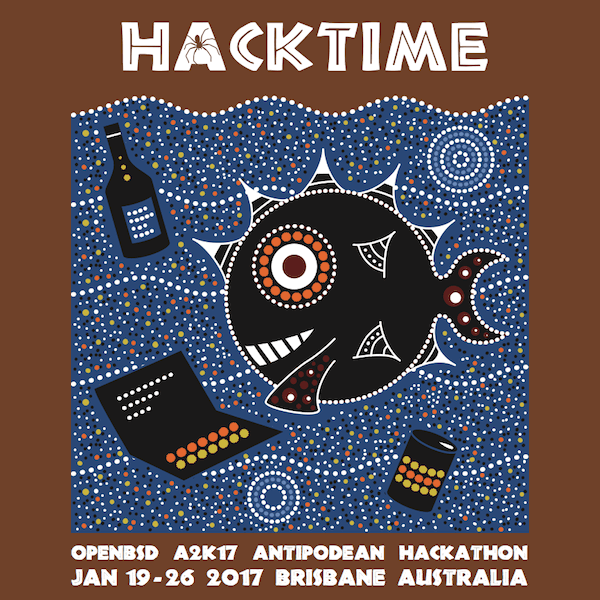 HACKTIME
OPENBSD A2K17 ANTIPODEAN HACKATHON
JAN 19-26 2017 BRISBANE AUSTRALIA